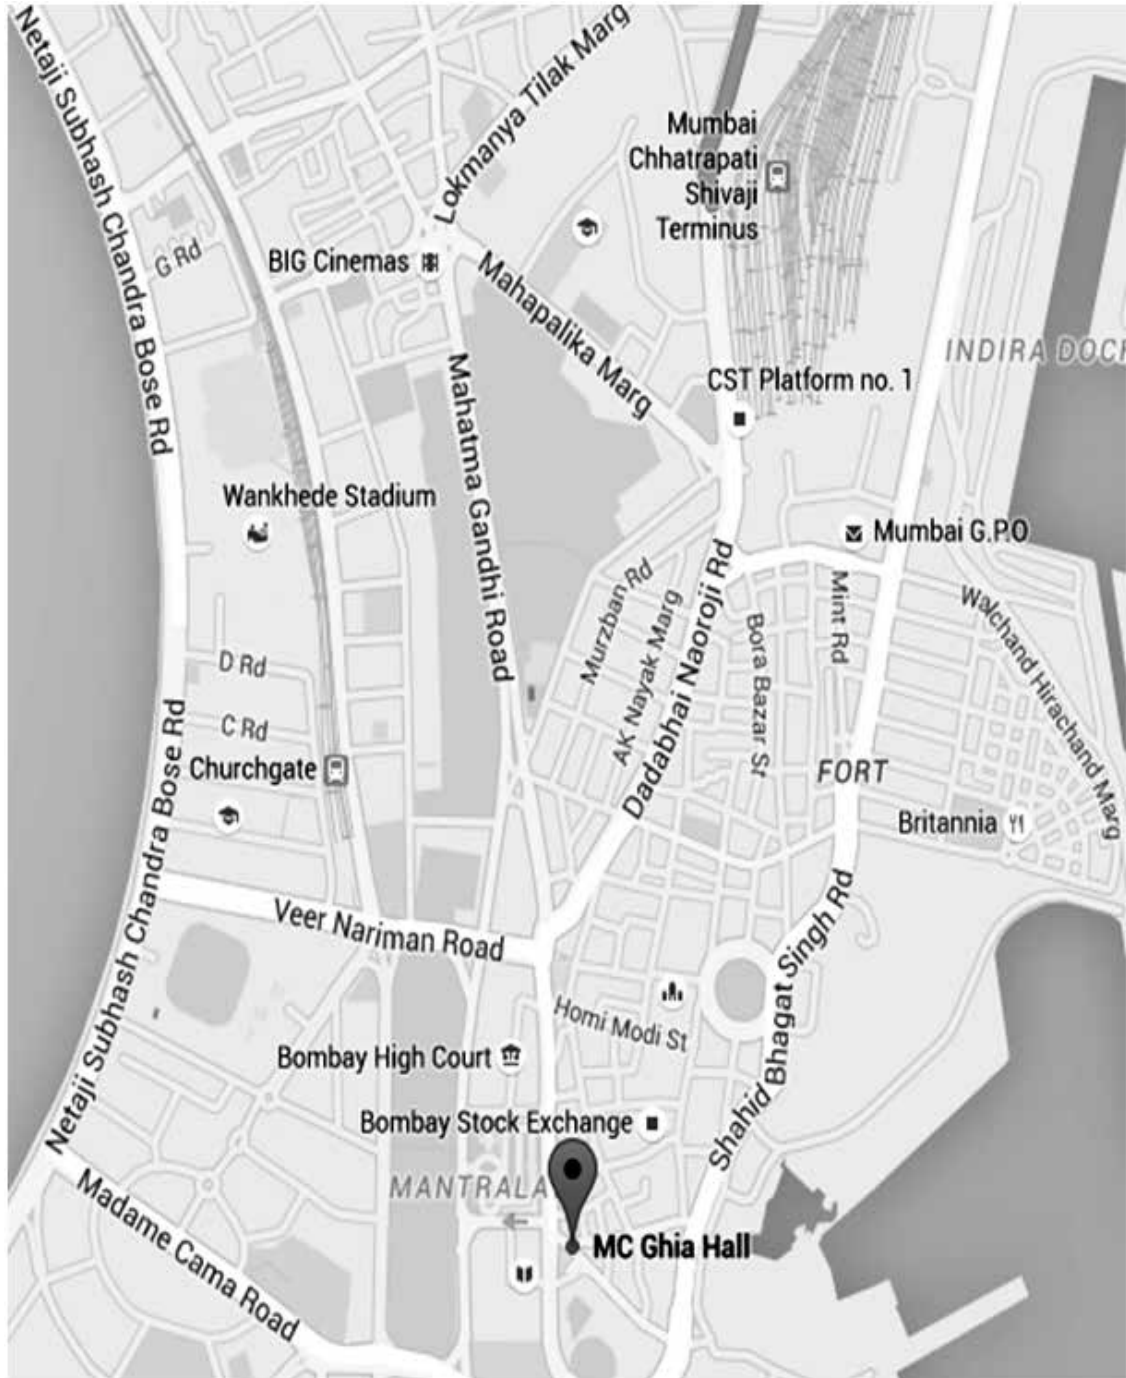 Netaji Subhash Chandra Bose Rd
Lokmanya Tilak Marg
Mumbai
Chhatrapati
Shivaji
Terminus
G Rd
BIG Cinemas
Mahapalika Marg
INDIRA DOCK
CST Platform no. 1
Mahatma Gandhi Road
Wankhede Stadium
Mumbai G.P.O
Murzban Rd
AK Nayak Marg
Dadabhai Naoroji Rd
Bora Bazar St
Mint Rd
Walchand Hirachand Marg
D Rd
C Rd
Churchgate
FORT
Britannia
Netaji Subhash Chandra Bose Rd
Veer Nariman Road
Shahid Bhagat Singh Rd
Homi Modi St
Bombay High Court
Bombay Stock Exchange
MANTRALA
MC Ghia Hall
Madame Cama Road